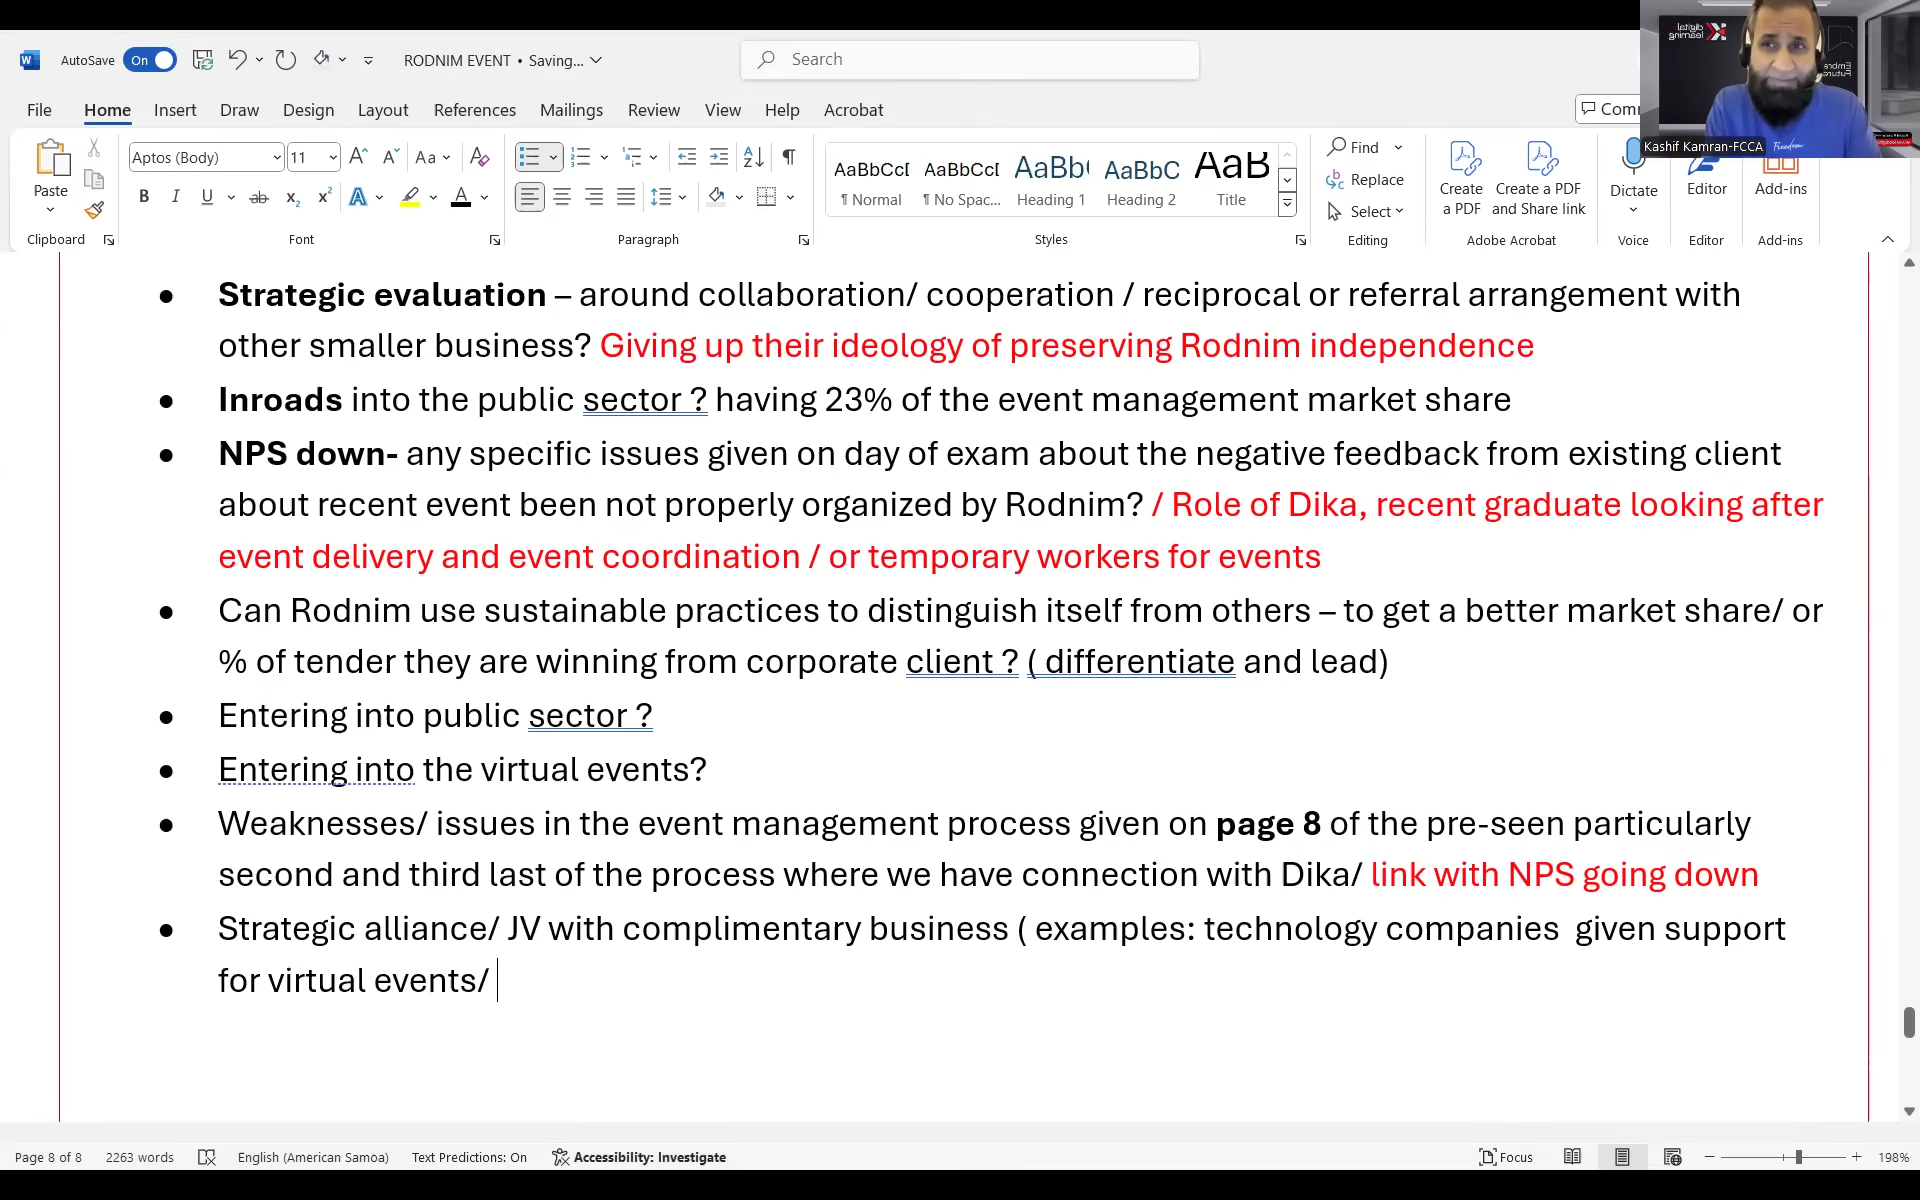 AutoSave On RODNIM EVENT • Saving... Search
File Home Insert Draw Design Layout References Mailings Review View Help Acrobat Comm
Kashif Kamran-FCCA
Freedom
Paste
Clipboard
Aptos (Body) 11
Font
Paragraph
AaBbCcI AaBbCcI AaBb( AaBbC AaB
¶ Normal ¶ No Spac... Heading 1 Heading 2 Title
Styles
Find
Replace
Select
Editing
Create a PDF
Create a PDF and Share link
Adobe Acrobat
Dictate
Voice
Editor
Editor
Add-ins
Add-ins
• Strategic evaluation – around collaboration/ cooperation / reciprocal or referral arrangement with
other smaller business? Giving up their ideology of preserving Rodnim independence
• Inroads into the public sector ? having 23% of the event management market share
• NPS down- any specific issues given on day of exam about the negative feedback from existing client
about recent event been not properly organized by Rodnim? / Role of Dika, recent graduate looking after
event delivery and event coordination / or temporary workers for events
• Can Rodnim use sustainable practices to distinguish itself from others – to get a better market share/ or
% of tender they are winning from corporate client ? ( differentiate and lead)
• Entering into public sector ?
• Entering into the virtual events?
• Weaknesses/ issues in the event management process given on page 8 of the pre-seen particularly
second and third last of the process where we have connection with Dika/ link with NPS going down
• Strategic alliance/ JV with complimentary business ( examples: technology companies  given support
for virtual events/
Page 8 of 8 2263 words English (American Samoa) Text Predictions: On Accessibility: Investigate Focus 198%